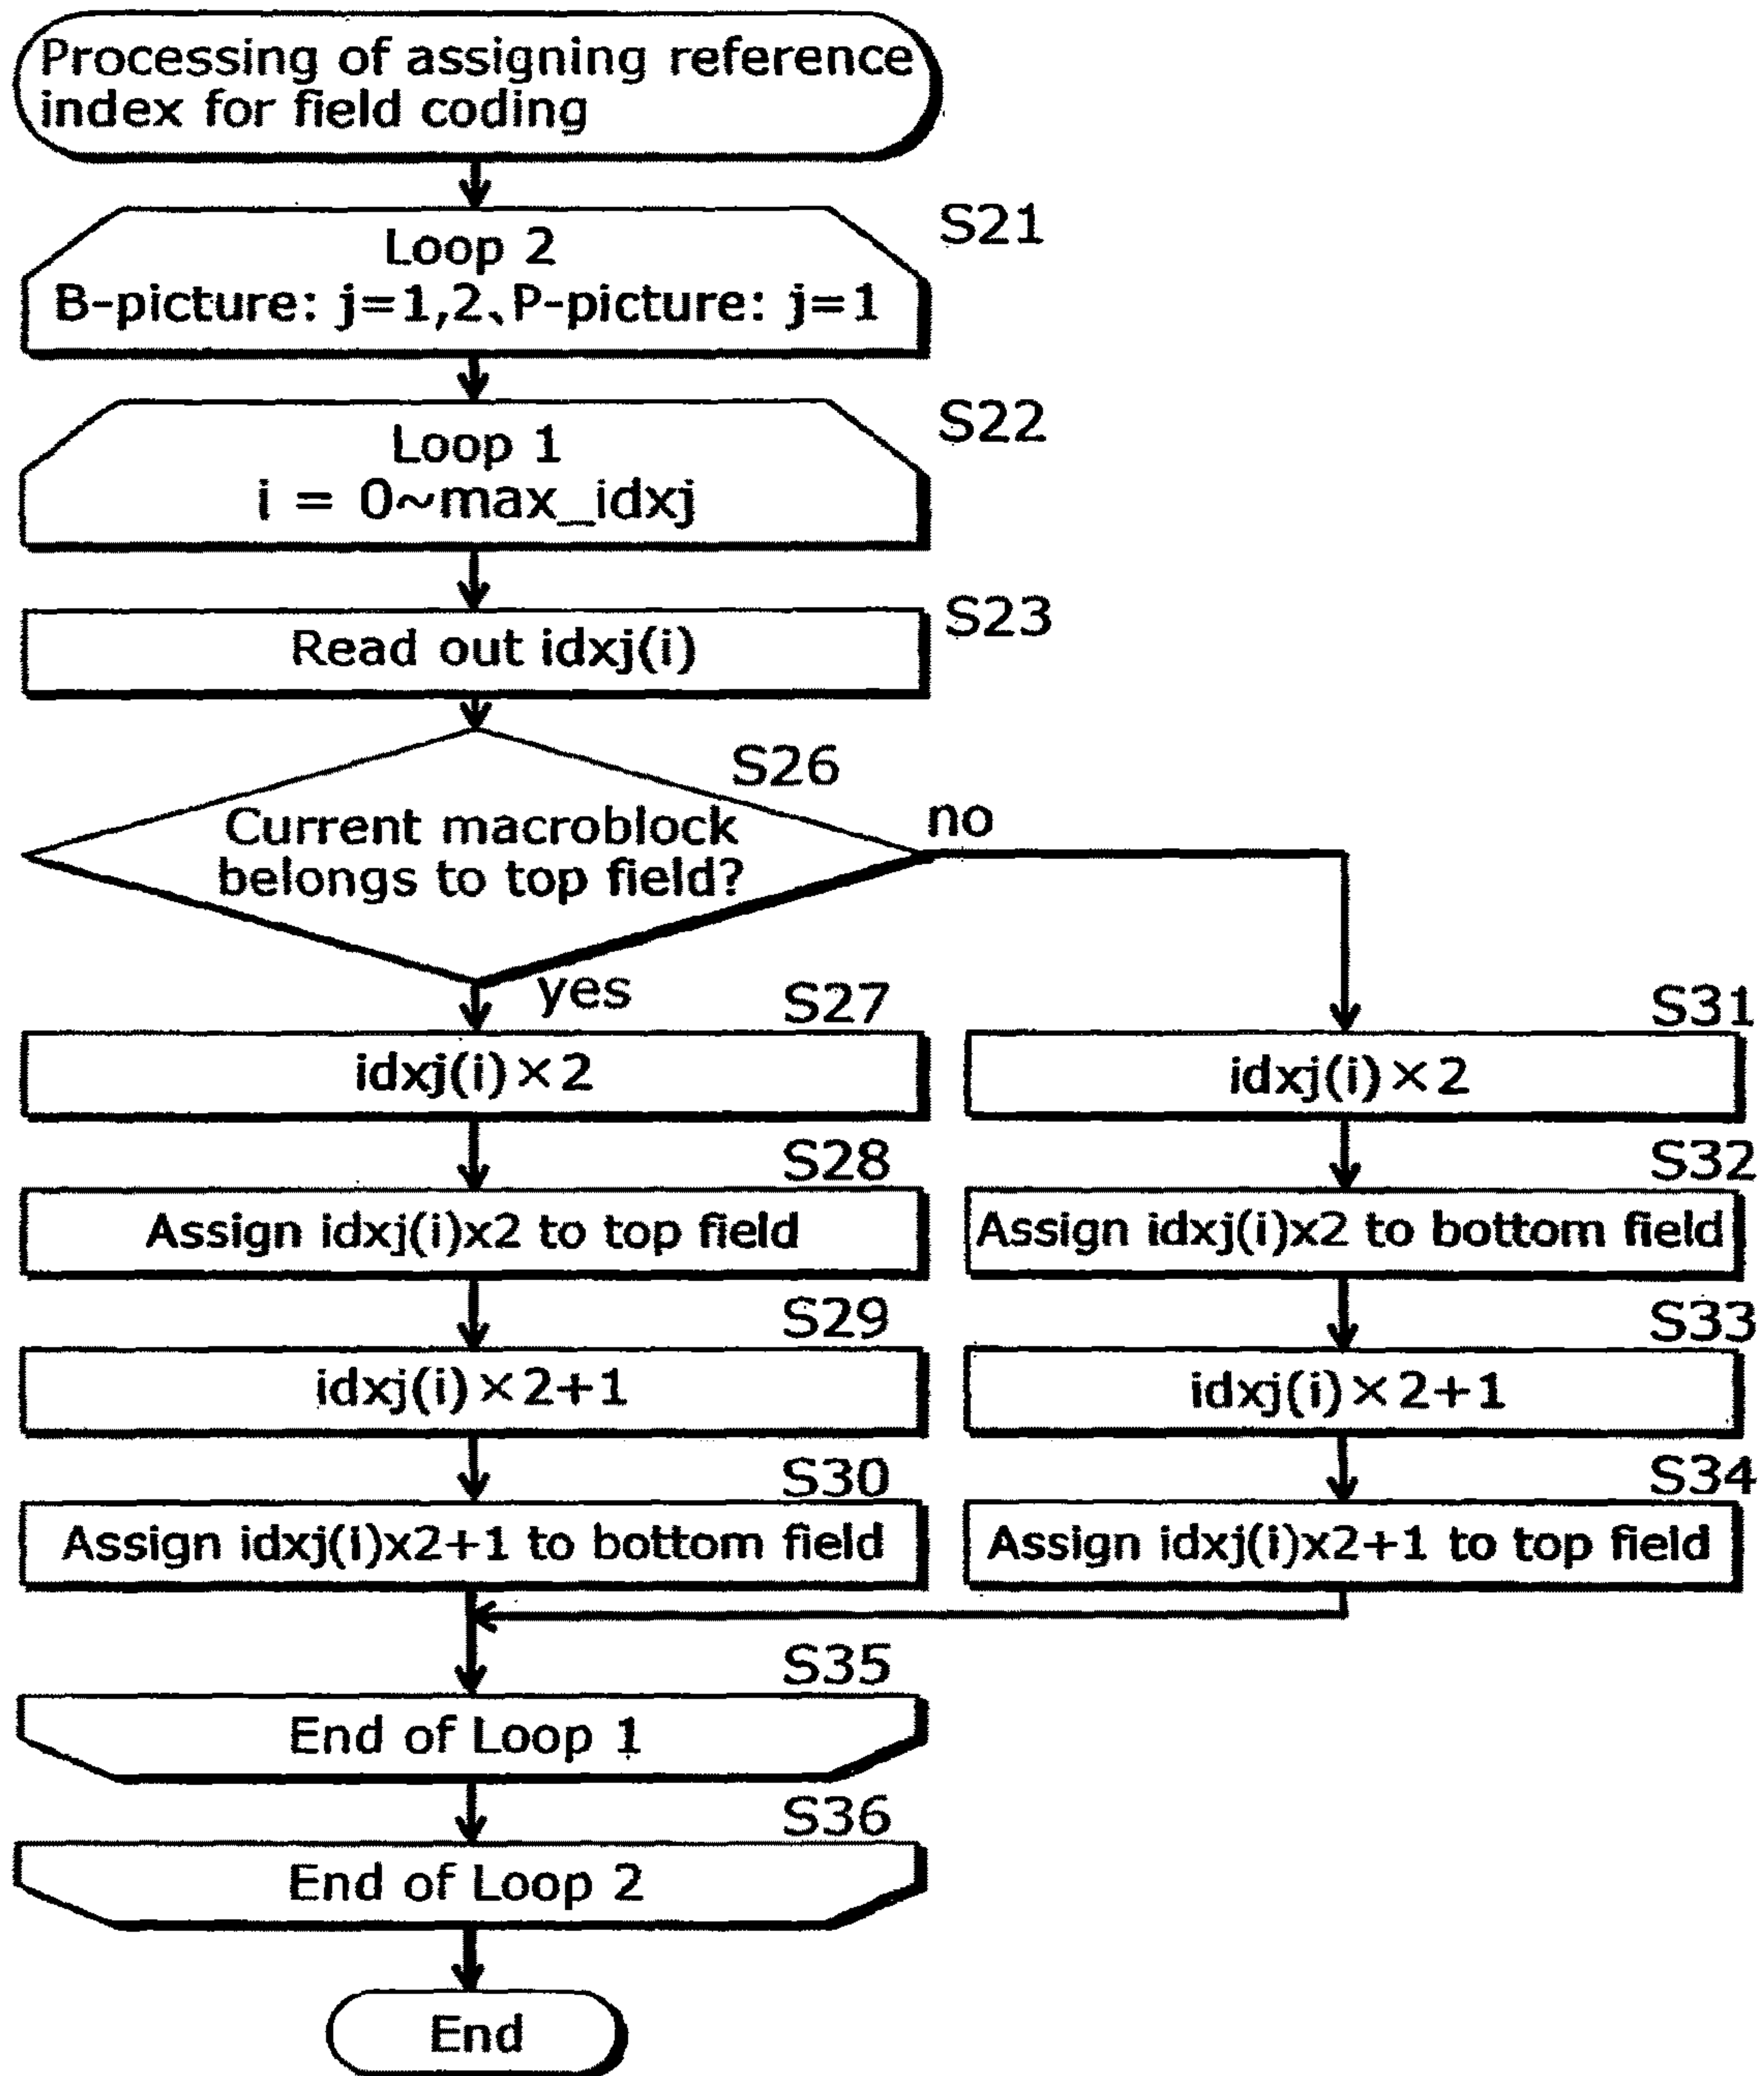 Processing of assigning reference
index for field coding
S21
Loop 2
B-picture: j=1,2、P-picture: j=1
S22
Loop 1
i = 0~max_idxj
S23
Read out idxj(i)
S26
Current macroblock
belongs to top field?
no
yes
S27
idxj(i)×2
S31
idxj(i)×2
S28
Assign idxj(i)x2 to top field
S32
Assign idxj(i)x2 to bottom field
S29
idxj(i)×2+1
S33
idxj(i)×2+1
S30
Assign idxj(i)x2+1 to bottom field
S34
Assign idxj(i)x2+1 to top field
S35
End of Loop 1
S36
End of Loop 2
End